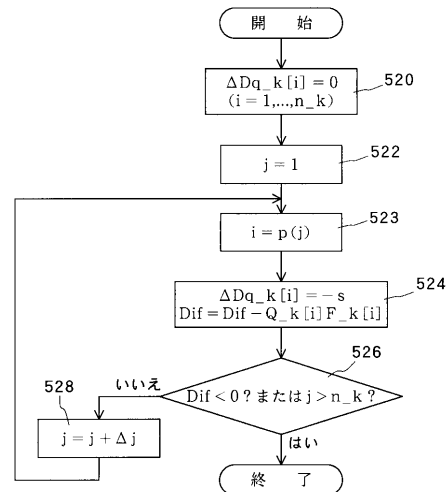 開 始
ΔDq_k[i]=0
(i=1,...,n_k)
520
j=1
522
i=p(j)
523
ΔDq_k[i]=-s
Dif=Dif-Q_k[i]F_k[i]
524
526
Dif<0?またはj>n_k?
いいえ
528
j=j+Δj
はい
終 了